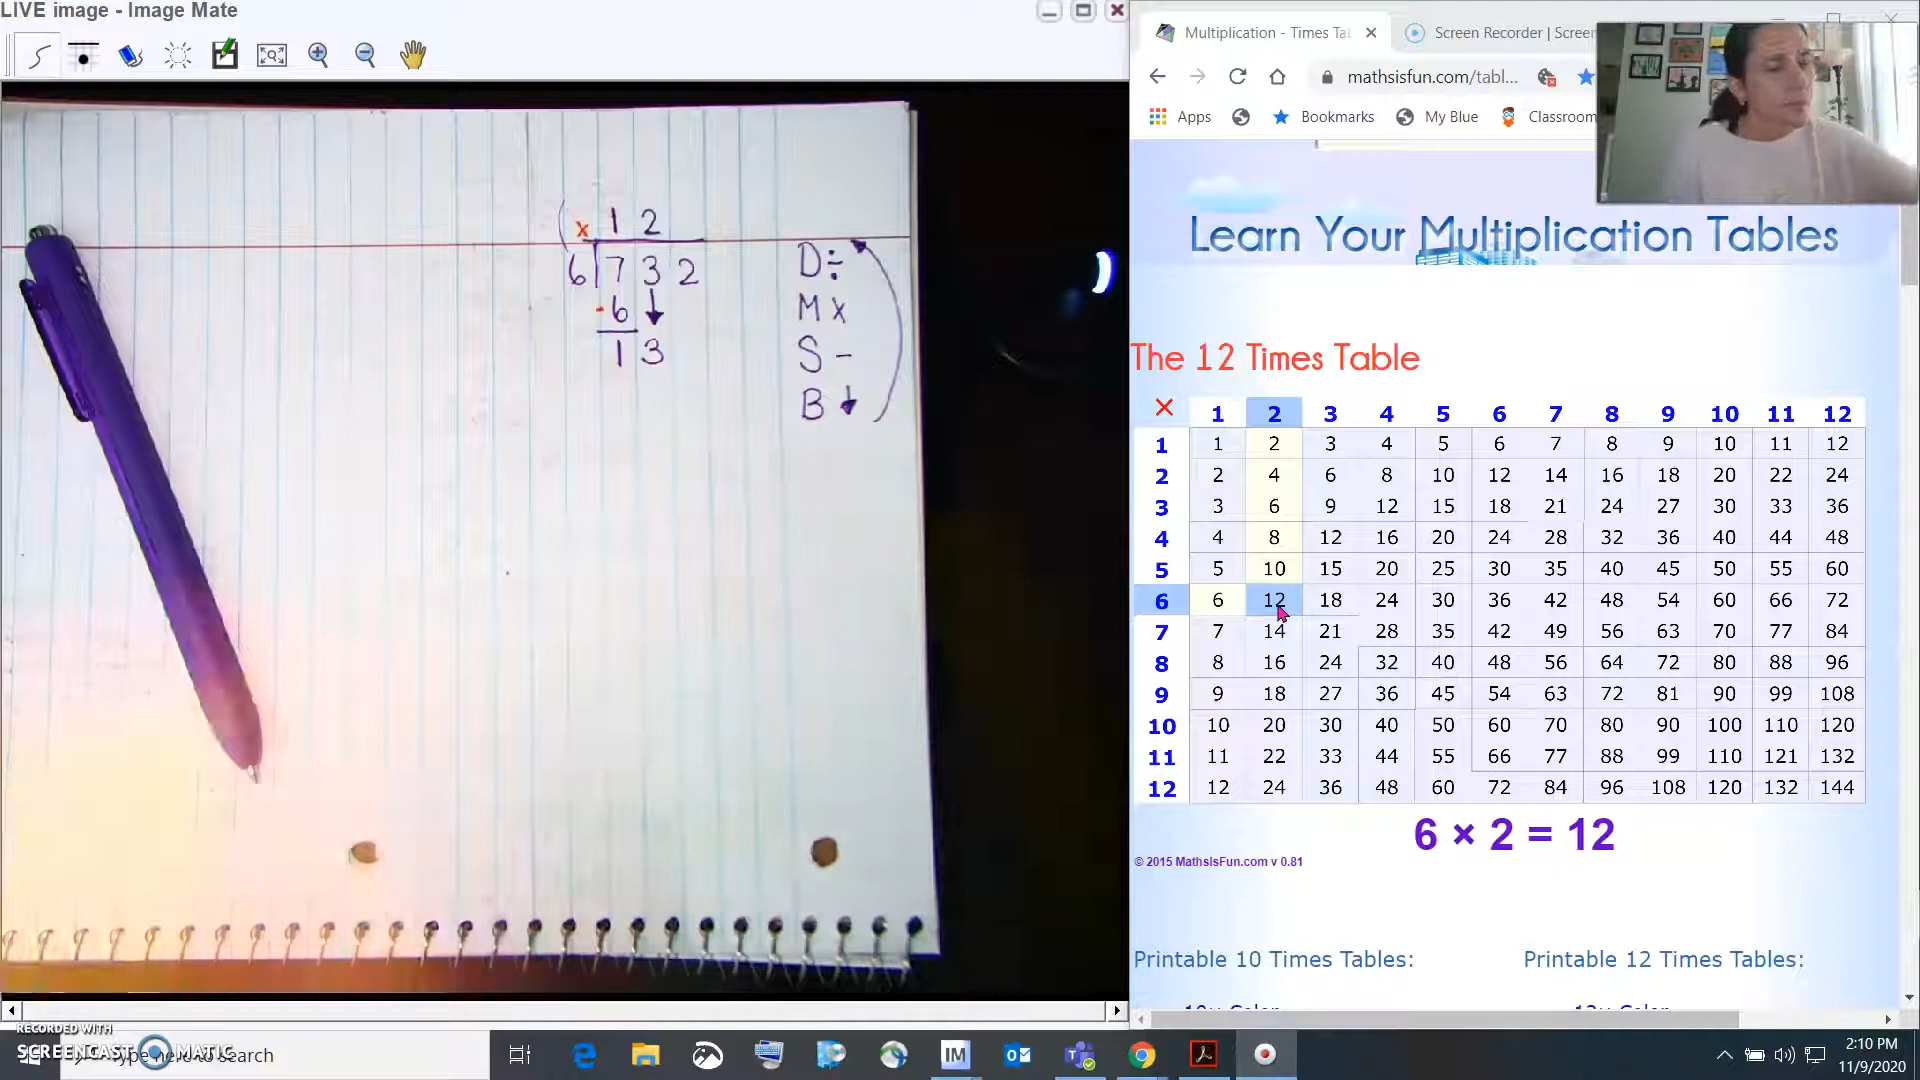 LIVE image - Image Mate
Multiplication - Times Ta
Screen Recorder | Screen
mathsisfun.com/tabl...
Apps
Bookmarks
My Blue
Classroom
x 1 2
6 7 3 2
- 6
1 3
D ÷
M x
S -
B
Learn Your Multiplication Tables
The 12 Times Table
× 1 2 3 4 5 6 7 8 9 10 11 12
1 1 2 3 4 5 6 7 8 9 10 11 12
2 2 4 6 8 10 12 14 16 18 20 22 24
3 3 6 9 12 15 18 21 24 27 30 33 36
4 4 8 12 16 20 24 28 32 36 40 44 48
5 5 10 15 20 25 30 35 40 45 50 55 60
6 6 12 18 24 30 36 42 48 54 60 66 72
7 7 14 21 28 35 42 49 56 63 70 77 84
8 8 16 24 32 40 48 56 64 72 80 88 96
9 9 18 27 36 45 54 63 72 81 90 99 108
10 10 20 30 40 50 60 70 80 90 100 110 120
11 11 22 33 44 55 66 77 88 99 110 121 132
12 12 24 36 48 60 72 84 96 108 120 132 144
6 × 2 = 12
© 2015 MathsIsFun.com v 0.81
Printable 10 Times Tables:
Printable 12 Times Tables:
RECORDED WITH
SCREENCAST MATIC
Type here to search
IM
2:10 PM
11/9/2020